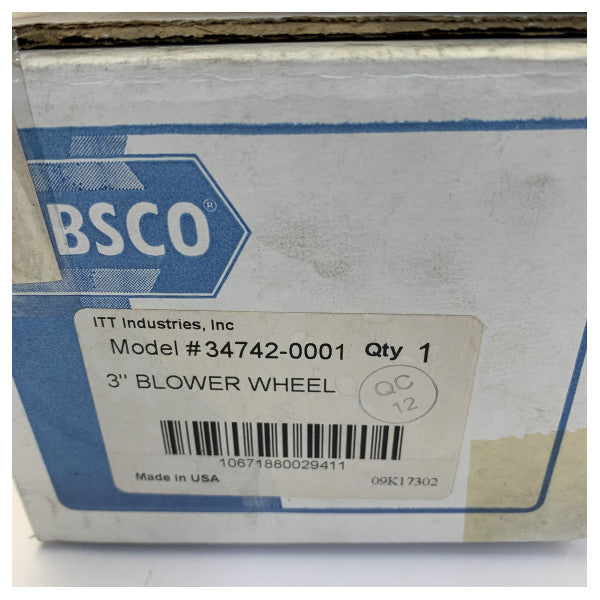 BSCO®
ITT Industries, Inc
Model # 34742-0001 Qty 1
3" BLOWER WHEEL
QC
12
10671880029411
Made in USA 09K17302